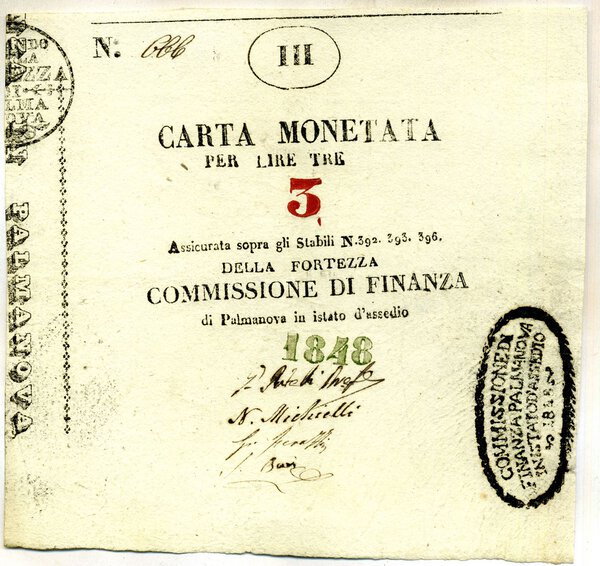 N: 666
III
CARTA MONETATA
PER LIRE TRE
3
Assicurata sopra gli Stabili N.392. 393. 396.
DELLA FORTEZZA
COMMISSIONE DI FINANZA
di Palmanova in istato d'assedio
1848
N. Michielli
COMMISSIONE DI
FINANZA PALMANOVA
IN ISTATO D'ASSEDIO
1848
PALMANOVA